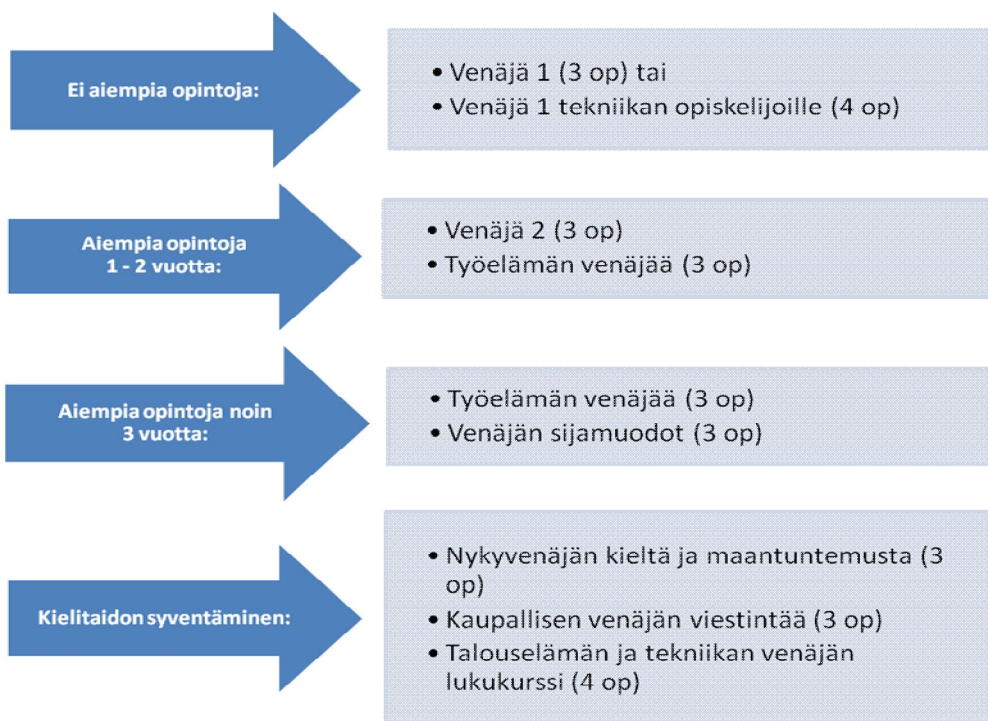 Ei aiempia opintoja:
• Venäjä 1 (3 op) tai
• Venäjä 1 tekniikan opiskelijoille (4 op)
Aiempia opintoja
1 - 2 vuotta:
• Venäjä 2 (3 op)
• Työelämän venäjää (3 op)
Aiempia opintoja noin
3 vuotta:
• Työelämän venäjää (3 op)
• Venäjän sijamuodot (3 op)
Kielitaidon syventäminen:
• Nykyvenäjän kieltä ja maantuntemusta (3
op)
• Kaupallisen venäjän viestintää (3 op)
• Talouselämän ja tekniikan venäjän
lukukurssi (4 op)